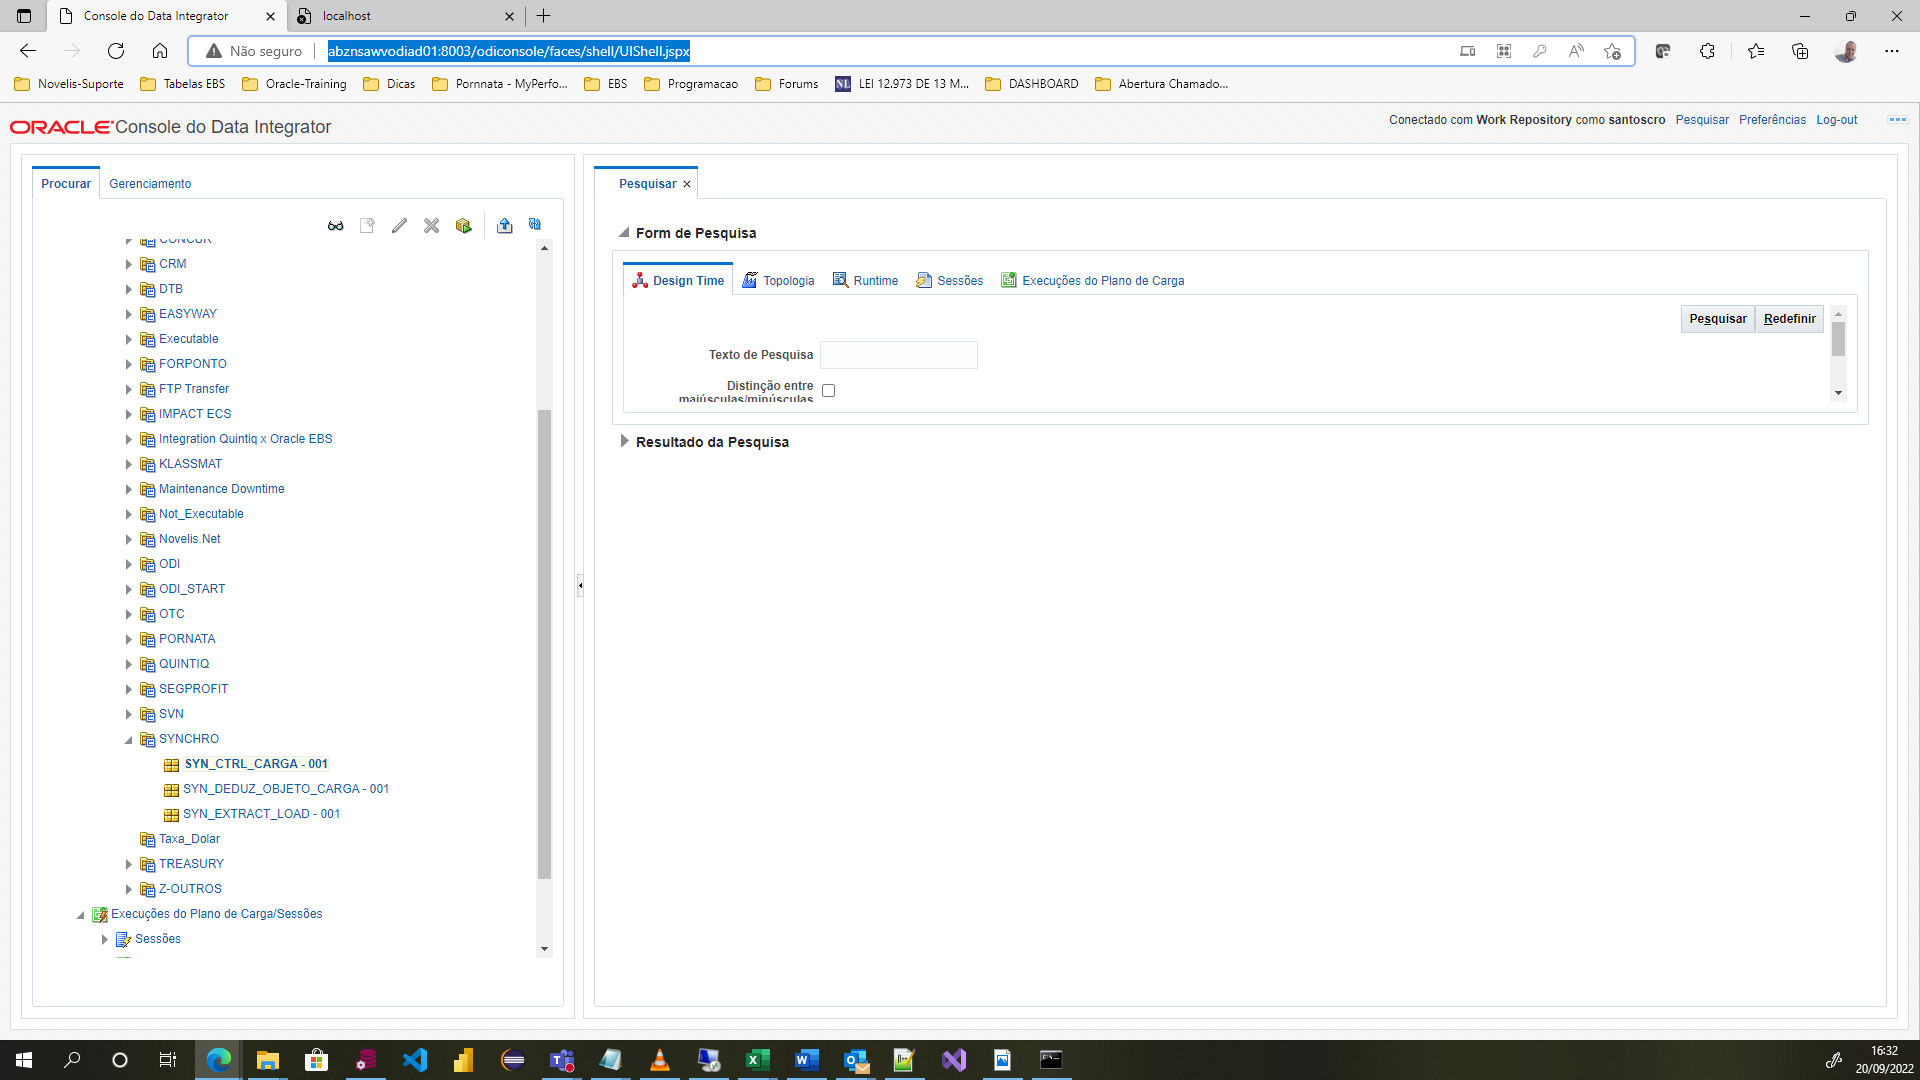 Console do Data Integrator
localhost
Não seguro
abznsawvodiad01:8003/odiconsole/faces/shell/UIShell.jspx
Novelis-Suporte
Tabelas EBS
Oracle-Training
Dicas
Pornnata - MyPerfo...
EBS
Programacao
Forums
NL
LEI 12.973 DE 13 M...
DASHBOARD
Abertura Chamado...
ORACLE Console do Data Integrator
Conectado com Work Repository como santoscro
Pesquisar
Preferências
Log-out
Procurar
Gerenciamento
CONCUR
CRM
DTB
EASYWAY
Executable
FORPONTO
FTP Transfer
IMPACT ECS
Integration Quintiq x Oracle EBS
KLASSMAT
Maintenance Downtime
Not_Executable
Novelis.Net
ODI
ODI_START
OTC
PORNATA
QUINTIQ
SEGPROFIT
SVN
SYNCHRO
SYN_CTRL_CARGA - 001
SYN_DEDUZ_OBJETO_CARGA - 001
SYN_EXTRACT_LOAD - 001
Taxa_Dolar
TREASURY
Z-OUTROS
Execuções do Plano de Carga/Sessões
Sessões
Pesquisar
Form de Pesquisa
Design Time
Topologia
Runtime
Sessões
Execuções do Plano de Carga
Pesquisar
Redefinir
Texto de Pesquisa
Distinção entre
maiúsculas/minúsculas
Resultado da Pesquisa
16:32
20/09/2022